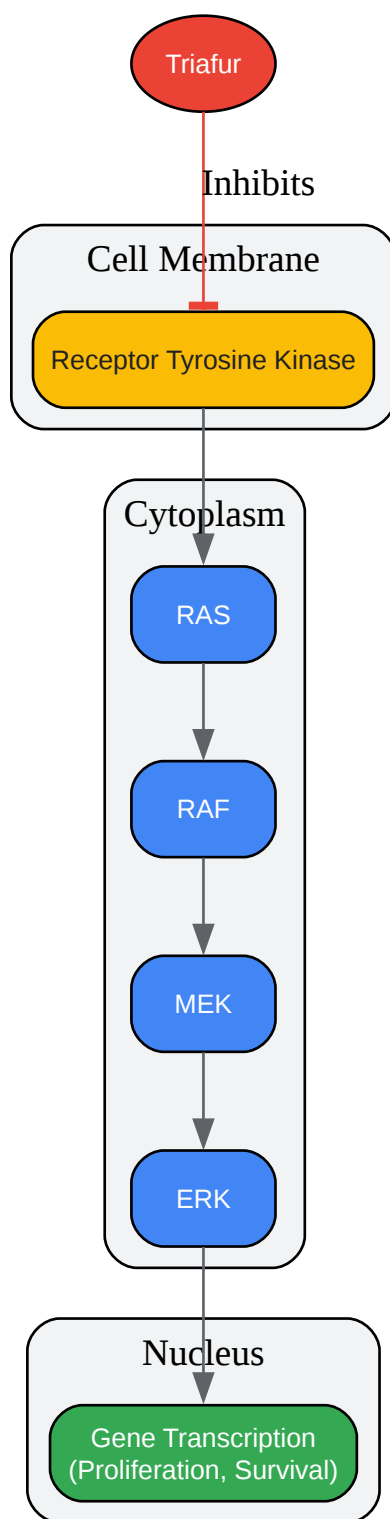 Triafur
Inhibits
Cell Membrane
Receptor Tyrosine Kinase
Cytoplasm
RAS
RAF
MEK
ERK
Nucleus
Gene Transcription
(Proliferation, Survival)